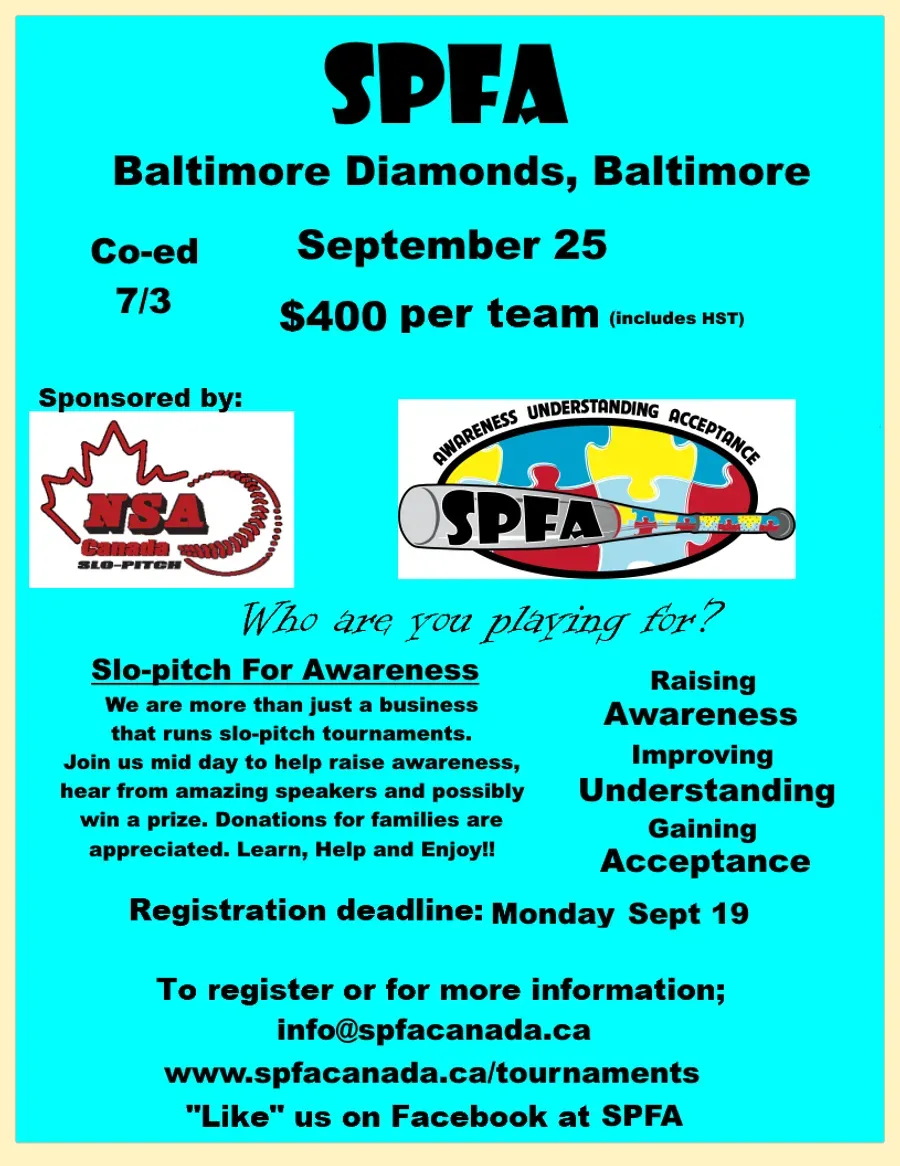 SPFA
Baltimore Diamonds, Baltimore
Co-ed
7/3
September 25
$400 per team (includes HST)
Sponsored by:
NSA
Canada
SLO-PITCH
AWARENESS UNDERSTANDING ACCEPTANCE
SPFA
Who are you playing for?
Slo-pitch For Awareness
We are more than just a business
that runs slo-pitch tournaments.
Join us mid day to help raise awareness,
hear from amazing speakers and possibly
win a prize. Donations for families are
appreciated. Learn, Help and Enjoy!!
Raising
Awareness
Improving
Understanding
Gaining
Acceptance
Registration deadline: Monday Sept 19
To register or for more information;
info@spfacanada.ca
www.spfacanada.ca/tournaments
"Like" us on Facebook at SPFA